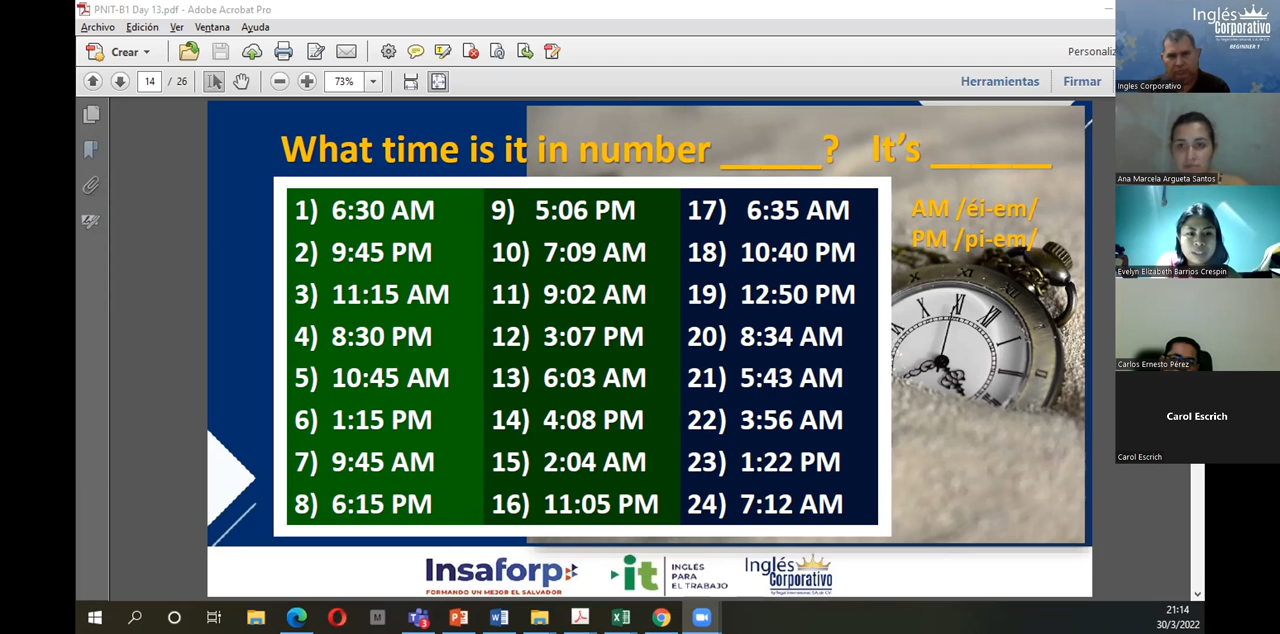 PNIT-B1 Day 13.pdf - Adobe Acrobat Pro
Archivo Edición Ver Ventana Ayuda
Crear
Personaliz
14 / 26
73%
Herramientas Firmar
What time is it in number ______? It's _______
1) 6:30 AM
2) 9:45 PM
3) 11:15 AM
4) 8:30 PM
5) 10:45 AM
6) 1:15 PM
7) 9:45 AM
8) 6:15 PM
9) 5:06 PM
10) 7:09 AM
11) 9:02 AM
12) 3:07 PM
13) 6:03 AM
14) 4:08 PM
15) 2:04 AM
16) 11:05 PM
17) 6:35 AM
18) 10:40 PM
19) 12:50 PM
20) 8:34 AM
21) 5:43 AM
22) 3:56 AM
23) 1:22 PM
24) 7:12 AM
AM /éi-em/
PM /pi-em/
Insaforp
FORMANDO UN MEJOR EL SALVADOR
it
INGLÉS
PARA
EL TRABAJO
Inglés
Corporativo
Inglés
Corporativo
BEGINNER 1
Ingles Corporativo
Ana Marcela Argueta Santos
Evelyn Elizabeth Barrios Crespin
Carlos Ernesto Pérez
Carol Escrich
Carol Escrich
21:14
30/3/2022